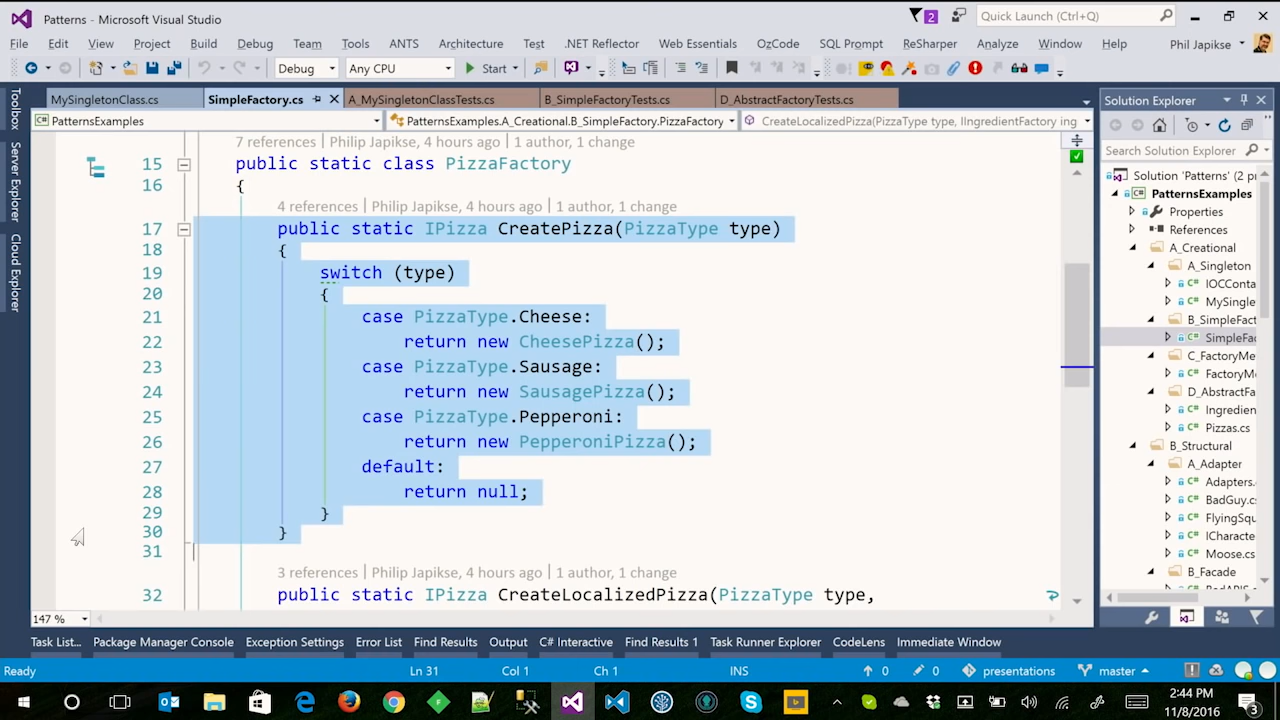 Patterns - Microsoft Visual Studio
2
Quick Launch (Ctrl+Q)
File Edit View Project Build Debug Team Tools ANTS Architecture Test .NET Reflector Web Essentials OzCode SQL Prompt ReSharper Analyze Window Help Phil Japikse
Debug Any CPU Start
MySingletonClass.cs SimpleFactory.cs A_MySingletonClassTests.cs B_SimpleFactoryTests.cs D_AbstractFactoryTests.cs
PatternsExamples PatternsExamples.A_Creational.B_SimpleFactory.PizzaFactory CreateLocalizedPizza(PizzaType type, IIngredientFactory ing
Toolbox
Server Explorer
Cloud Explorer
7 references | Philip Japikse, 4 hours ago | 1 author, 1 change
15 public static class PizzaFactory
16 {
4 references | Philip Japikse, 4 hours ago | 1 author, 1 change
17 public static IPizza CreatePizza(PizzaType type)
18 {
19 switch (type)
20 {
21 case PizzaType.Cheese:
22 return new CheesePizza();
23 case PizzaType.Sausage:
24 return new SausagePizza();
25 case PizzaType.Pepperoni:
26 return new PepperoniPizza();
27 default:
28 return null;
29 }
30 }
31
3 references | Philip Japikse, 4 hours ago | 1 author, 1 change
32 public static IPizza CreateLocalizedPizza(PizzaType type,
147 %
Solution Explorer
Search Solution Explorer
Solution 'Patterns' (2 pr
PatternsExamples
Properties
References
A_Creational
A_Singleton
IOCConta
MySingle
B_SimpleFact
SimpleFac
C_FactoryMe
FactoryMe
D_AbstractFa
Ingredien
Pizzas.cs
B_Structural
A_Adapter
Adapters.
BadGuy.cs
FlyingSqu
ICharacte
Moose.cs
B_Facade
Task List... Package Manager Console Exception Settings Error List Find Results Output C# Interactive Find Results 1 Task Runner Explorer CodeLens Immediate Window
Ready Ln 31 Col 1 Ch 1 INS 0 0 presentations master
2:44 PM
11/8/2016
3